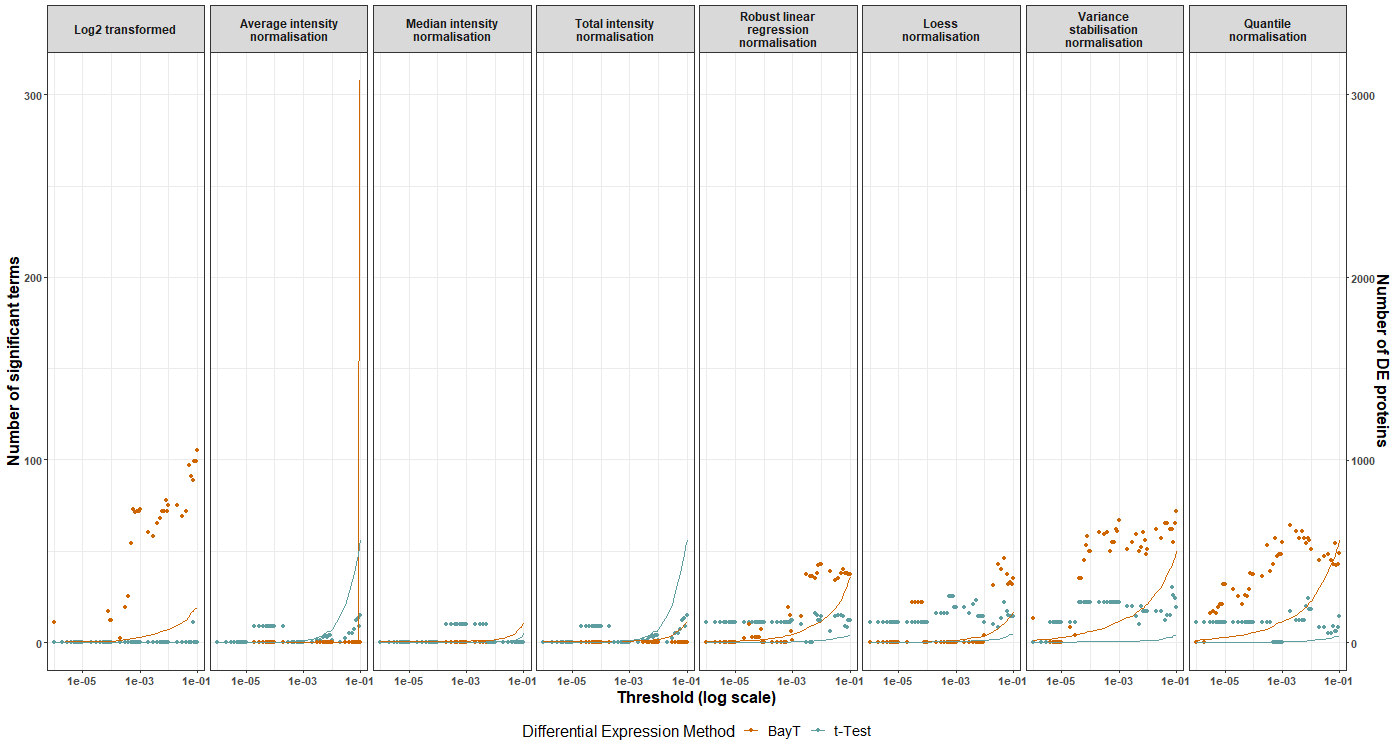 Log2 transformed
Average intensity
normalisation
Median intensity
normalisation
Total intensity
normalisation
Robust linear
regression
normalisation
Loess
normalisation
Variance
stabilisation
normalisation
Quantile
normalisation
Number of significant terms
300
200
100
0
Number of DE proteins
3000
2000
1000
0
1e-05 1e-03 1e-01
1e-05 1e-03 1e-01
1e-05 1e-03 1e-01
1e-05 1e-03 1e-01
1e-05 1e-03 1e-01
1e-05 1e-03 1e-01
1e-05 1e-03 1e-01
1e-05 1e-03 1e-01
Threshold (log scale)
Differential Expression Method BayT t-Test